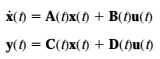 ẋ(t) = A(t)x(t) + B(t)u(t)
y(t) = C(t)x(t) + D(t)u(t)